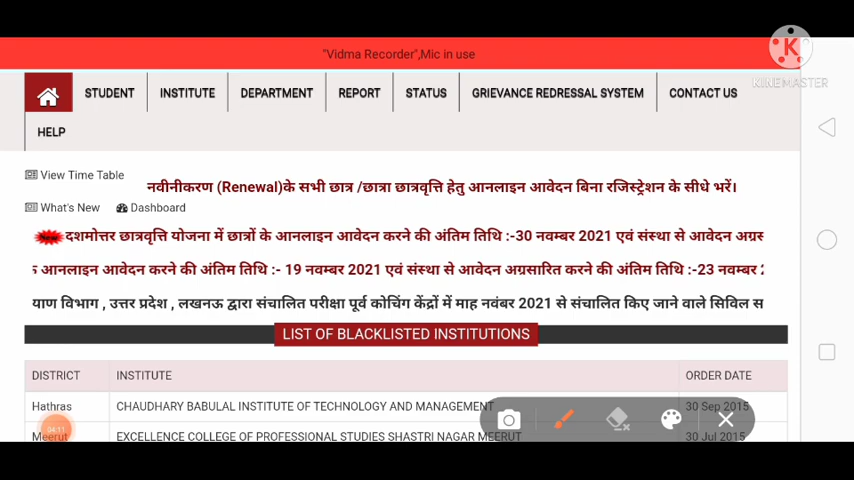 "Vidma Recorder",Mic in use
K
KINEMASTER
STUDENT INSTITUTE DEPARTMENT REPORT STATUS GRIEVANCE REDRESSAL SYSTEM CONTACT US
HELP
View Time Table
नवीनीकरण (Renewal)के सभी छात्र /छात्रा छात्रवृत्ति हेतु आनलाइन आवेदन बिना रजिस्ट्रेशन के सीधे भरें।
What's New Dashboard
New दशमोत्तर छात्रवृत्ति योजना में छात्रों के आनलाइन आवेदन करने की अंतिम तिथि :-30 नवम्बर 2021 एवं संस्था से आवेदन अग्रस
आनलाइन आवेदन करने की अंतिम तिथि :- 19 नवम्बर 2021 एवं संस्था से आवेदन अग्रसारित करने की अंतिम तिथि :-23 नवम्बर
याण विभाग , उत्तर प्रदेश , लखनऊ द्वारा संचालित परीक्षा पूर्व कोचिंग केंद्रों में माह नवंबर 2021 से संचालित किए जाने वाले सिविल स
LIST OF BLACKLISTED INSTITUTIONS
DISTRICT INSTITUTE ORDER DATE
Hathras CHAUDHARY BABULAL INSTITUTE OF TECHNOLOGY AND MANAGEMENT 30 Sep 2015
04:11
Meerut EXCELLENCE COLLEGE OF PROFESSIONAL STUDIES SHASTRI NAGAR MEERUT 30 Jul 2015